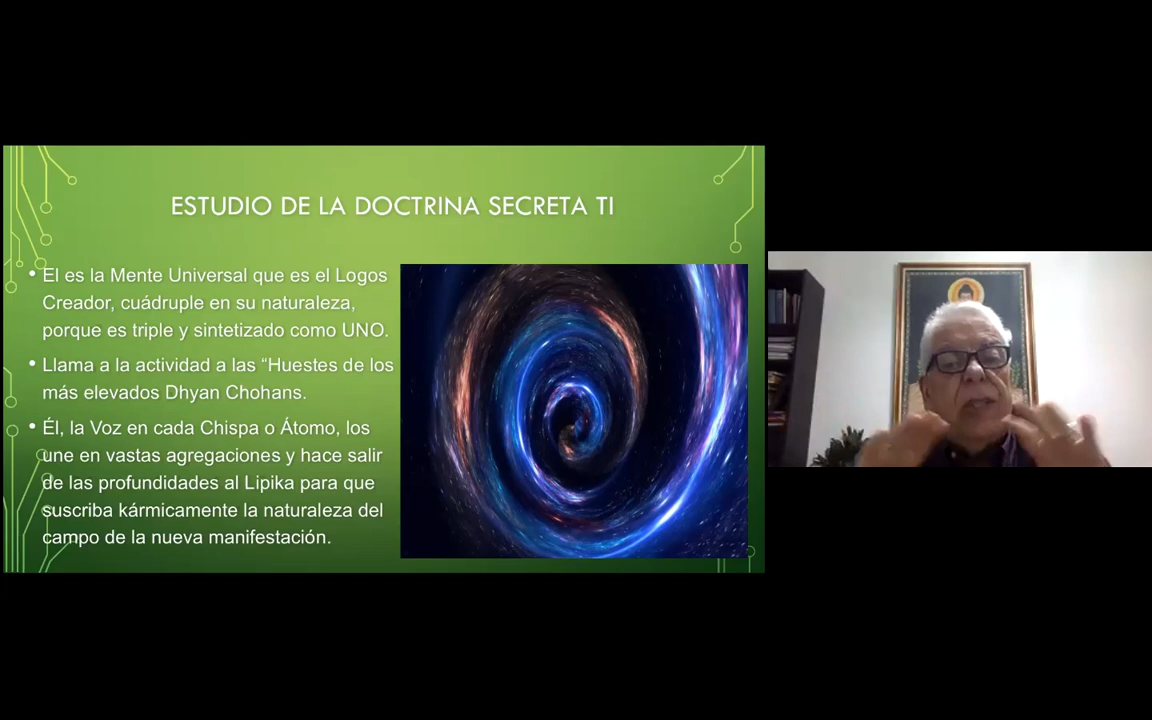 ESTUDIO DE LA DOCTRINA SECRETA TI
• El es la Mente Universal que es el Logos
Creador, cuádruple en su naturaleza,
porque es triple y sintetizado como UNO.
• Llama a la actividad a las “Huestes de los
más elevados Dhyan Chohans.
• Él, la Voz en cada Chispa o Átomo, los
une en vastas agregaciones y hace salir
de las profundidades al Lipika para que
suscriba kármicamente la naturaleza del
campo de la nueva manifestación.